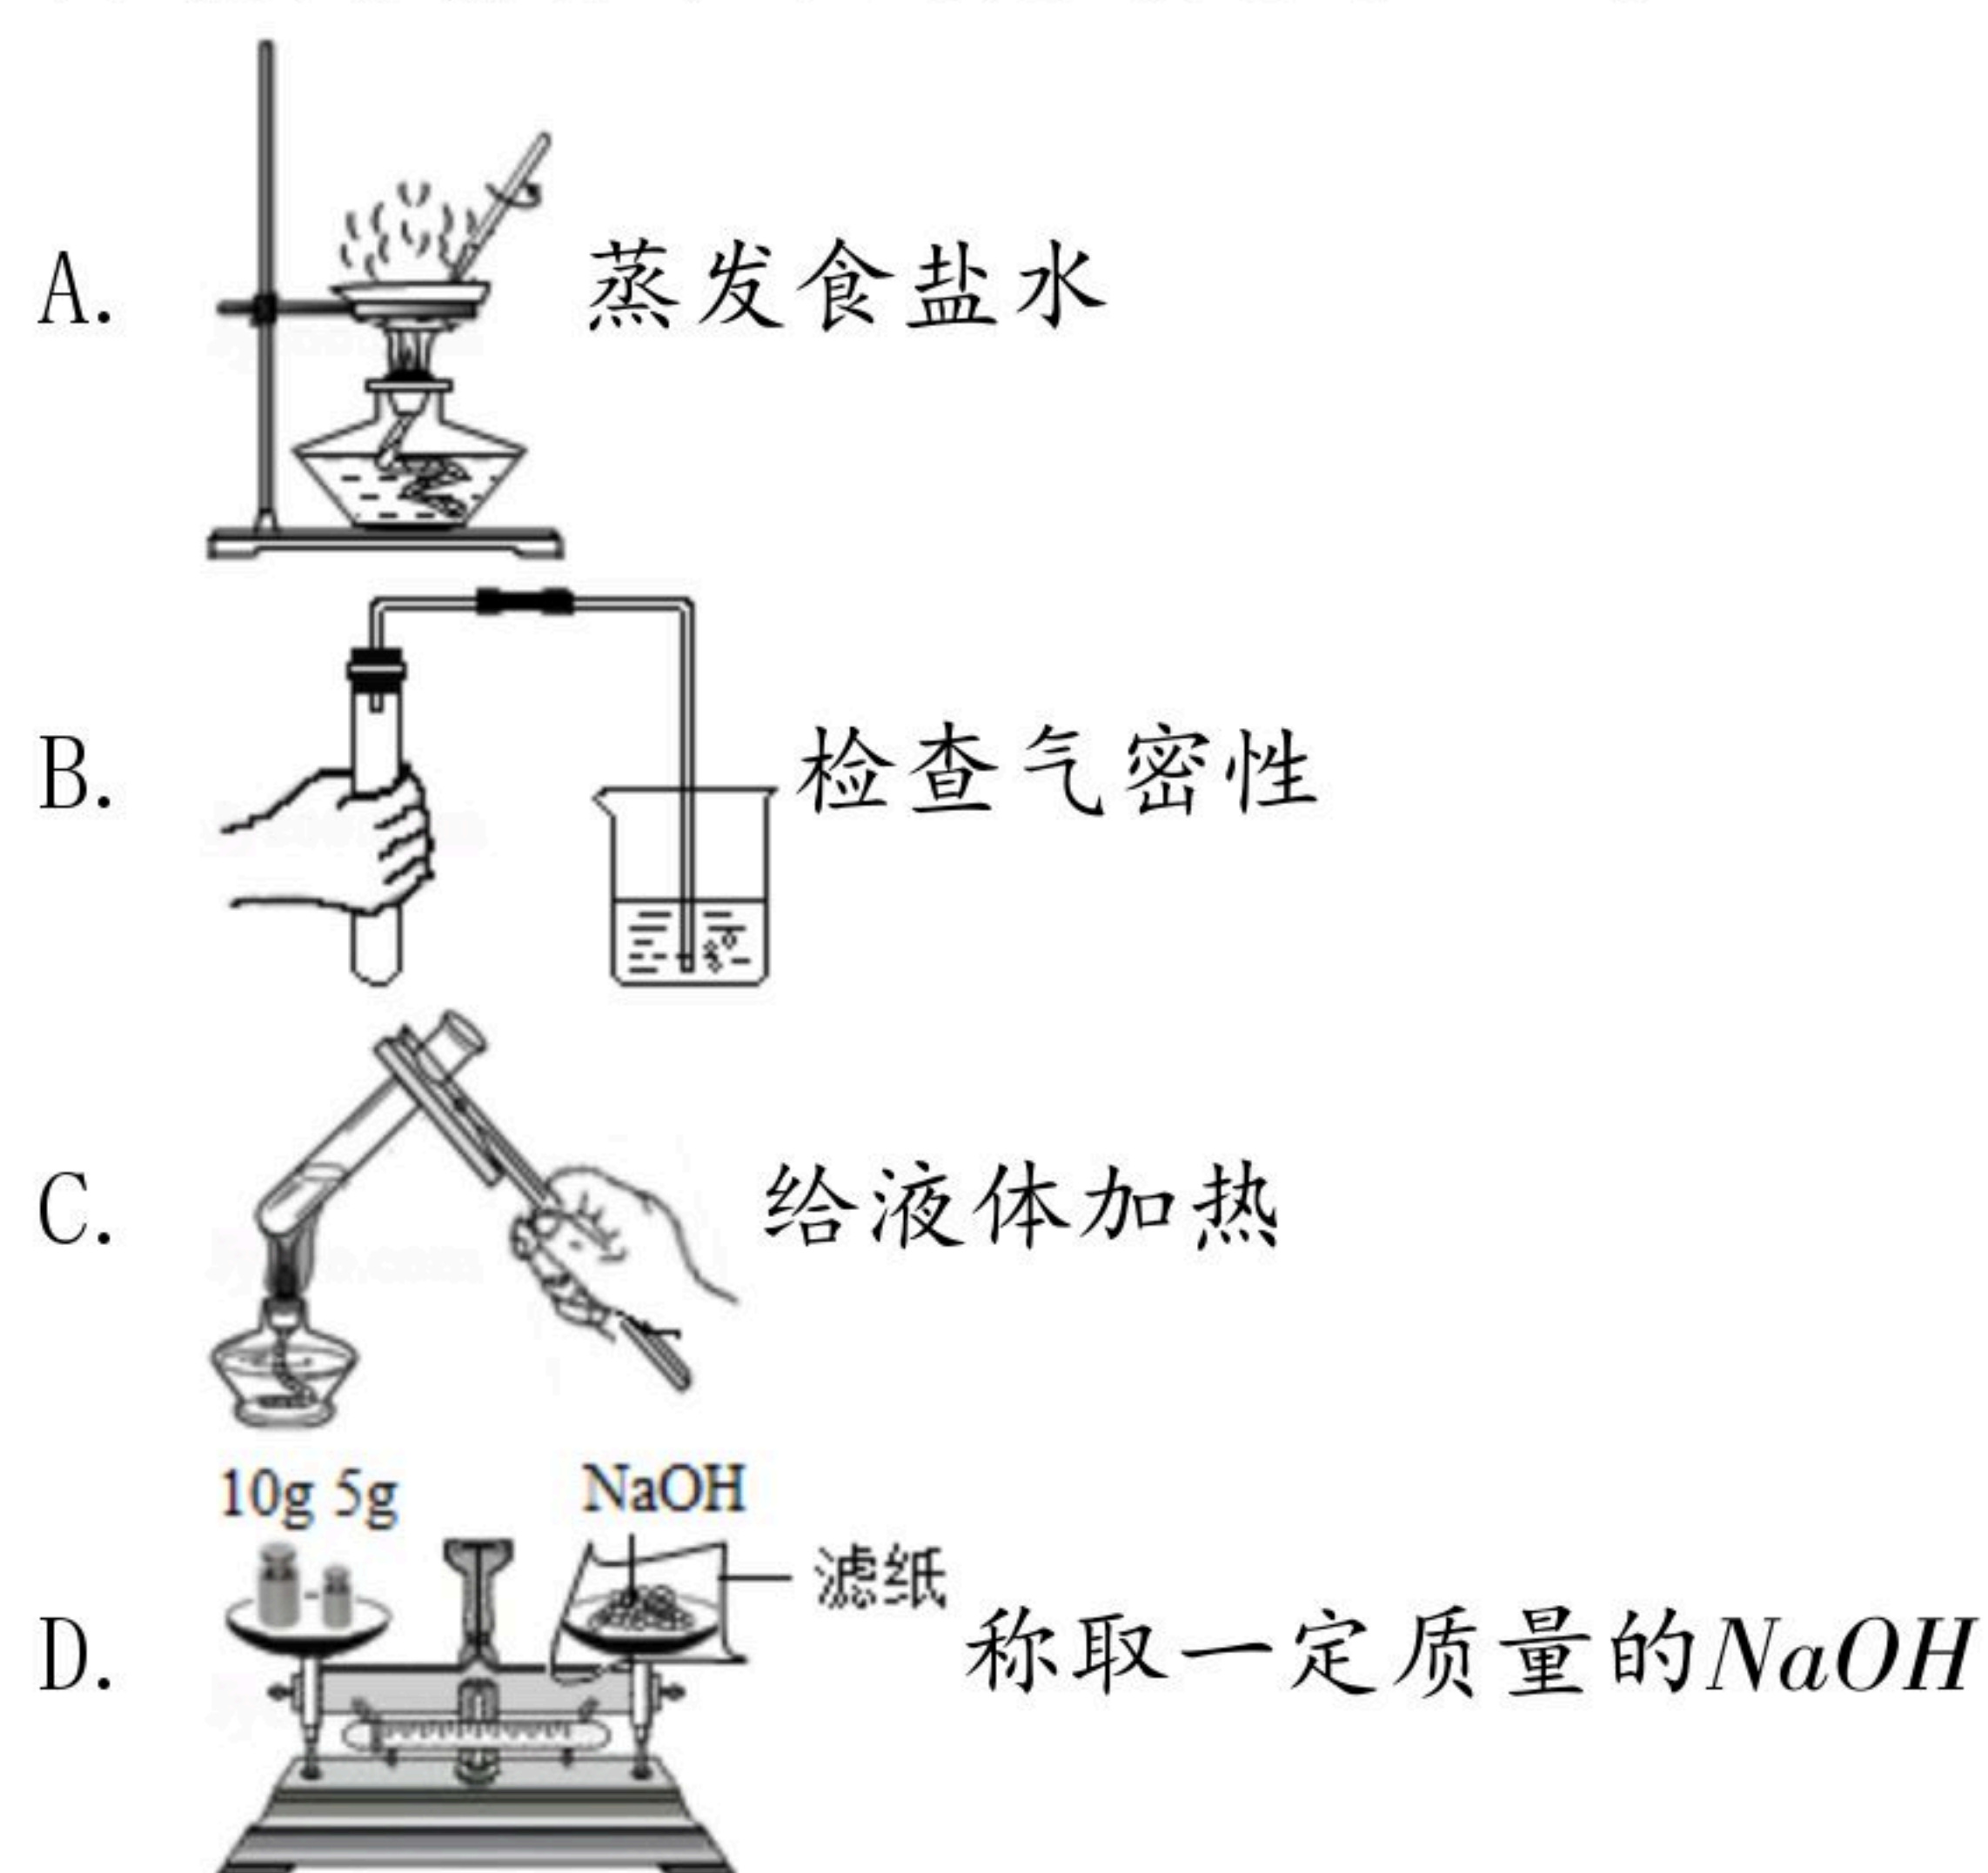 A. 蒸发食盐水
B. 检查气密性
C. 给液体加热
10g 5g NaOH
滤纸
D. 称取一定质量的NaOH